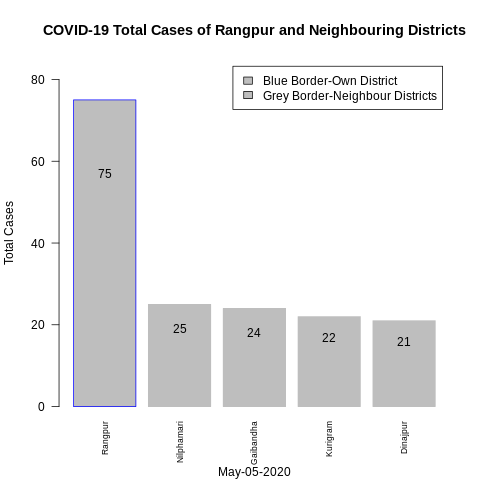 COVID-19 Total Cases of Rangpur and Neighbouring Districts
Blue Border-Own District
Grey Border-Neighbour Districts
Total Cases
80
60
40
20
0
75
25
24
22
21
Rangpur
Nilphamari
Gaibandha
Kurigram
Dinajpur
May-05-2020